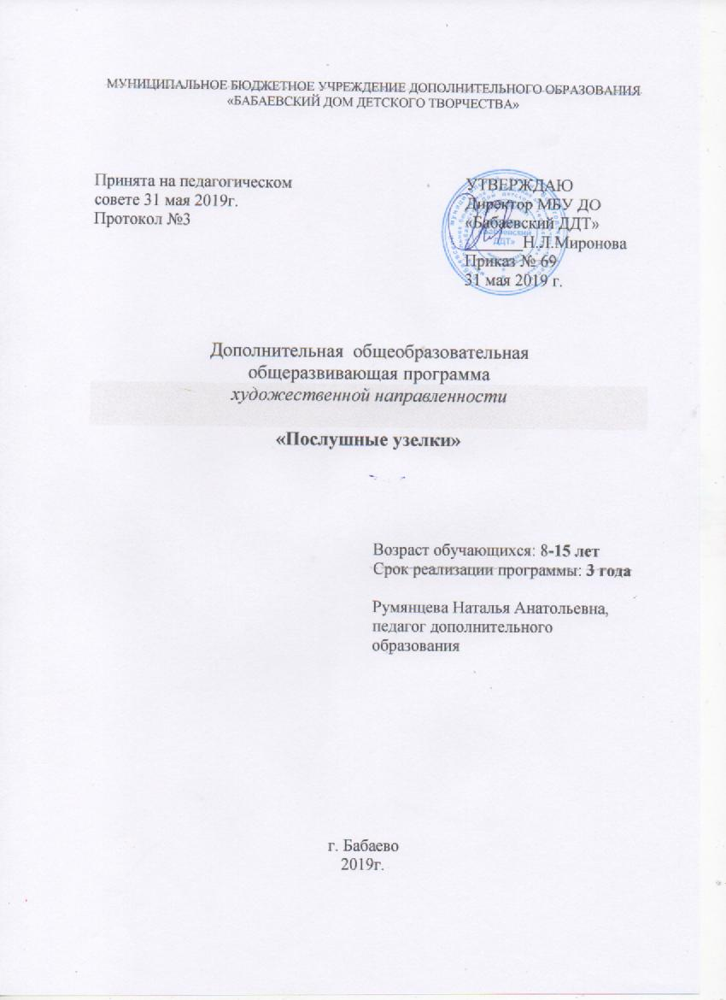 МУНИЦИПАЛЬНОЕ БЮДЖЕТНОЕ УЧРЕЖДЕНИЕ ДОПОЛНИТЕЛЬНОГО ОБРАЗОВАНИЯ
«БАБАЕВСКИЙ ДОМ ДЕТСКОГО ТВОРЧЕСТВА»
Принята на педагогическом
совете 31 мая 2019г.
Протокол №3
УТВЕРЖДАЮ
Директор МБУ ДО
«Бабаевский ДДТ»
________Н.Л.Миронова
Приказ № 69
31 мая 2019 г.
Дополнительная общеобразовательная
общеразвивающая программа
художественной направленности
«Послушные узелки»
Возраст обучающихся: 8-15 лет
Срок реализации программы: 3 года
Румянцева Наталья Анатольевна,
педагог дополнительного
образования
г. Бабаево
2019г.